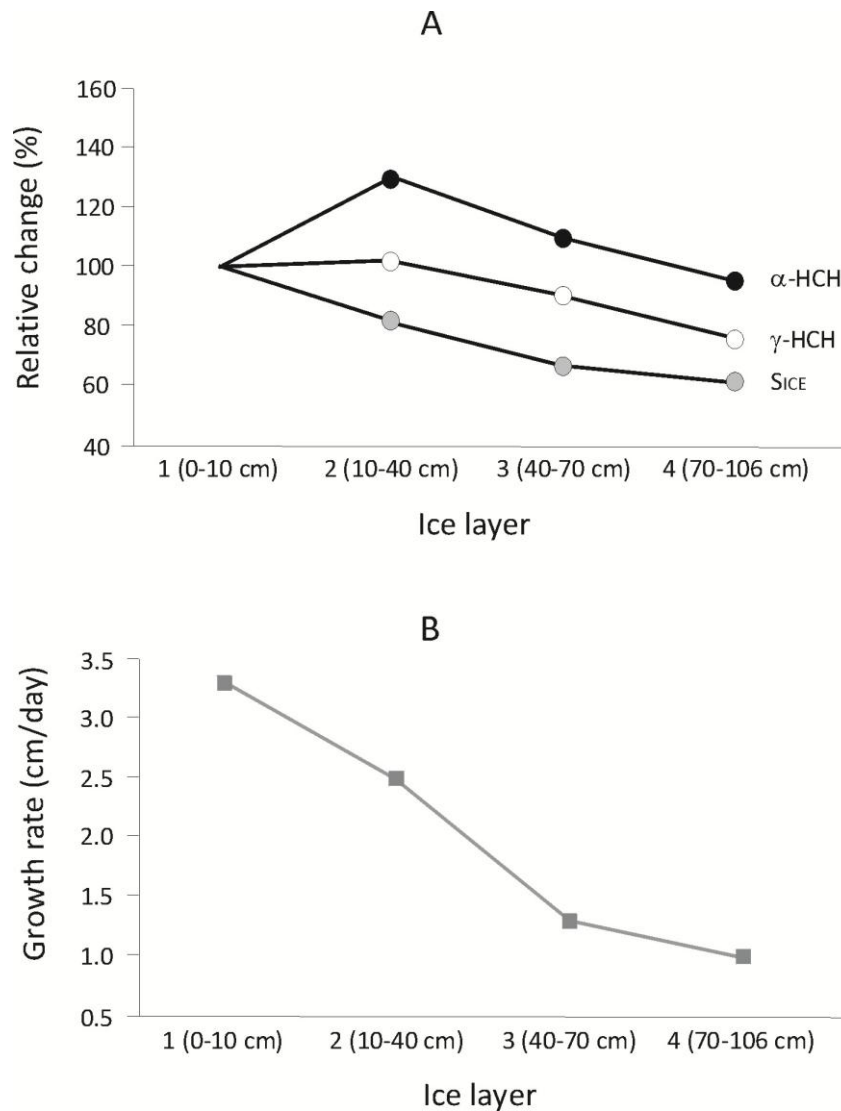 A
Relative change (%)
160
140
120
100
80
60
40
α-HCH
γ-HCH
SICE
1 (0-10 cm) 2 (10-40 cm) 3 (40-70 cm) 4 (70-106 cm)
Ice layer
B
Growth rate (cm/day)
3.5
3.0
2.5
2.0
1.5
1.0
0.5
1 (0-10 cm) 2 (10-40 cm) 3 (40-70 cm) 4 (70-106 cm)
Ice layer